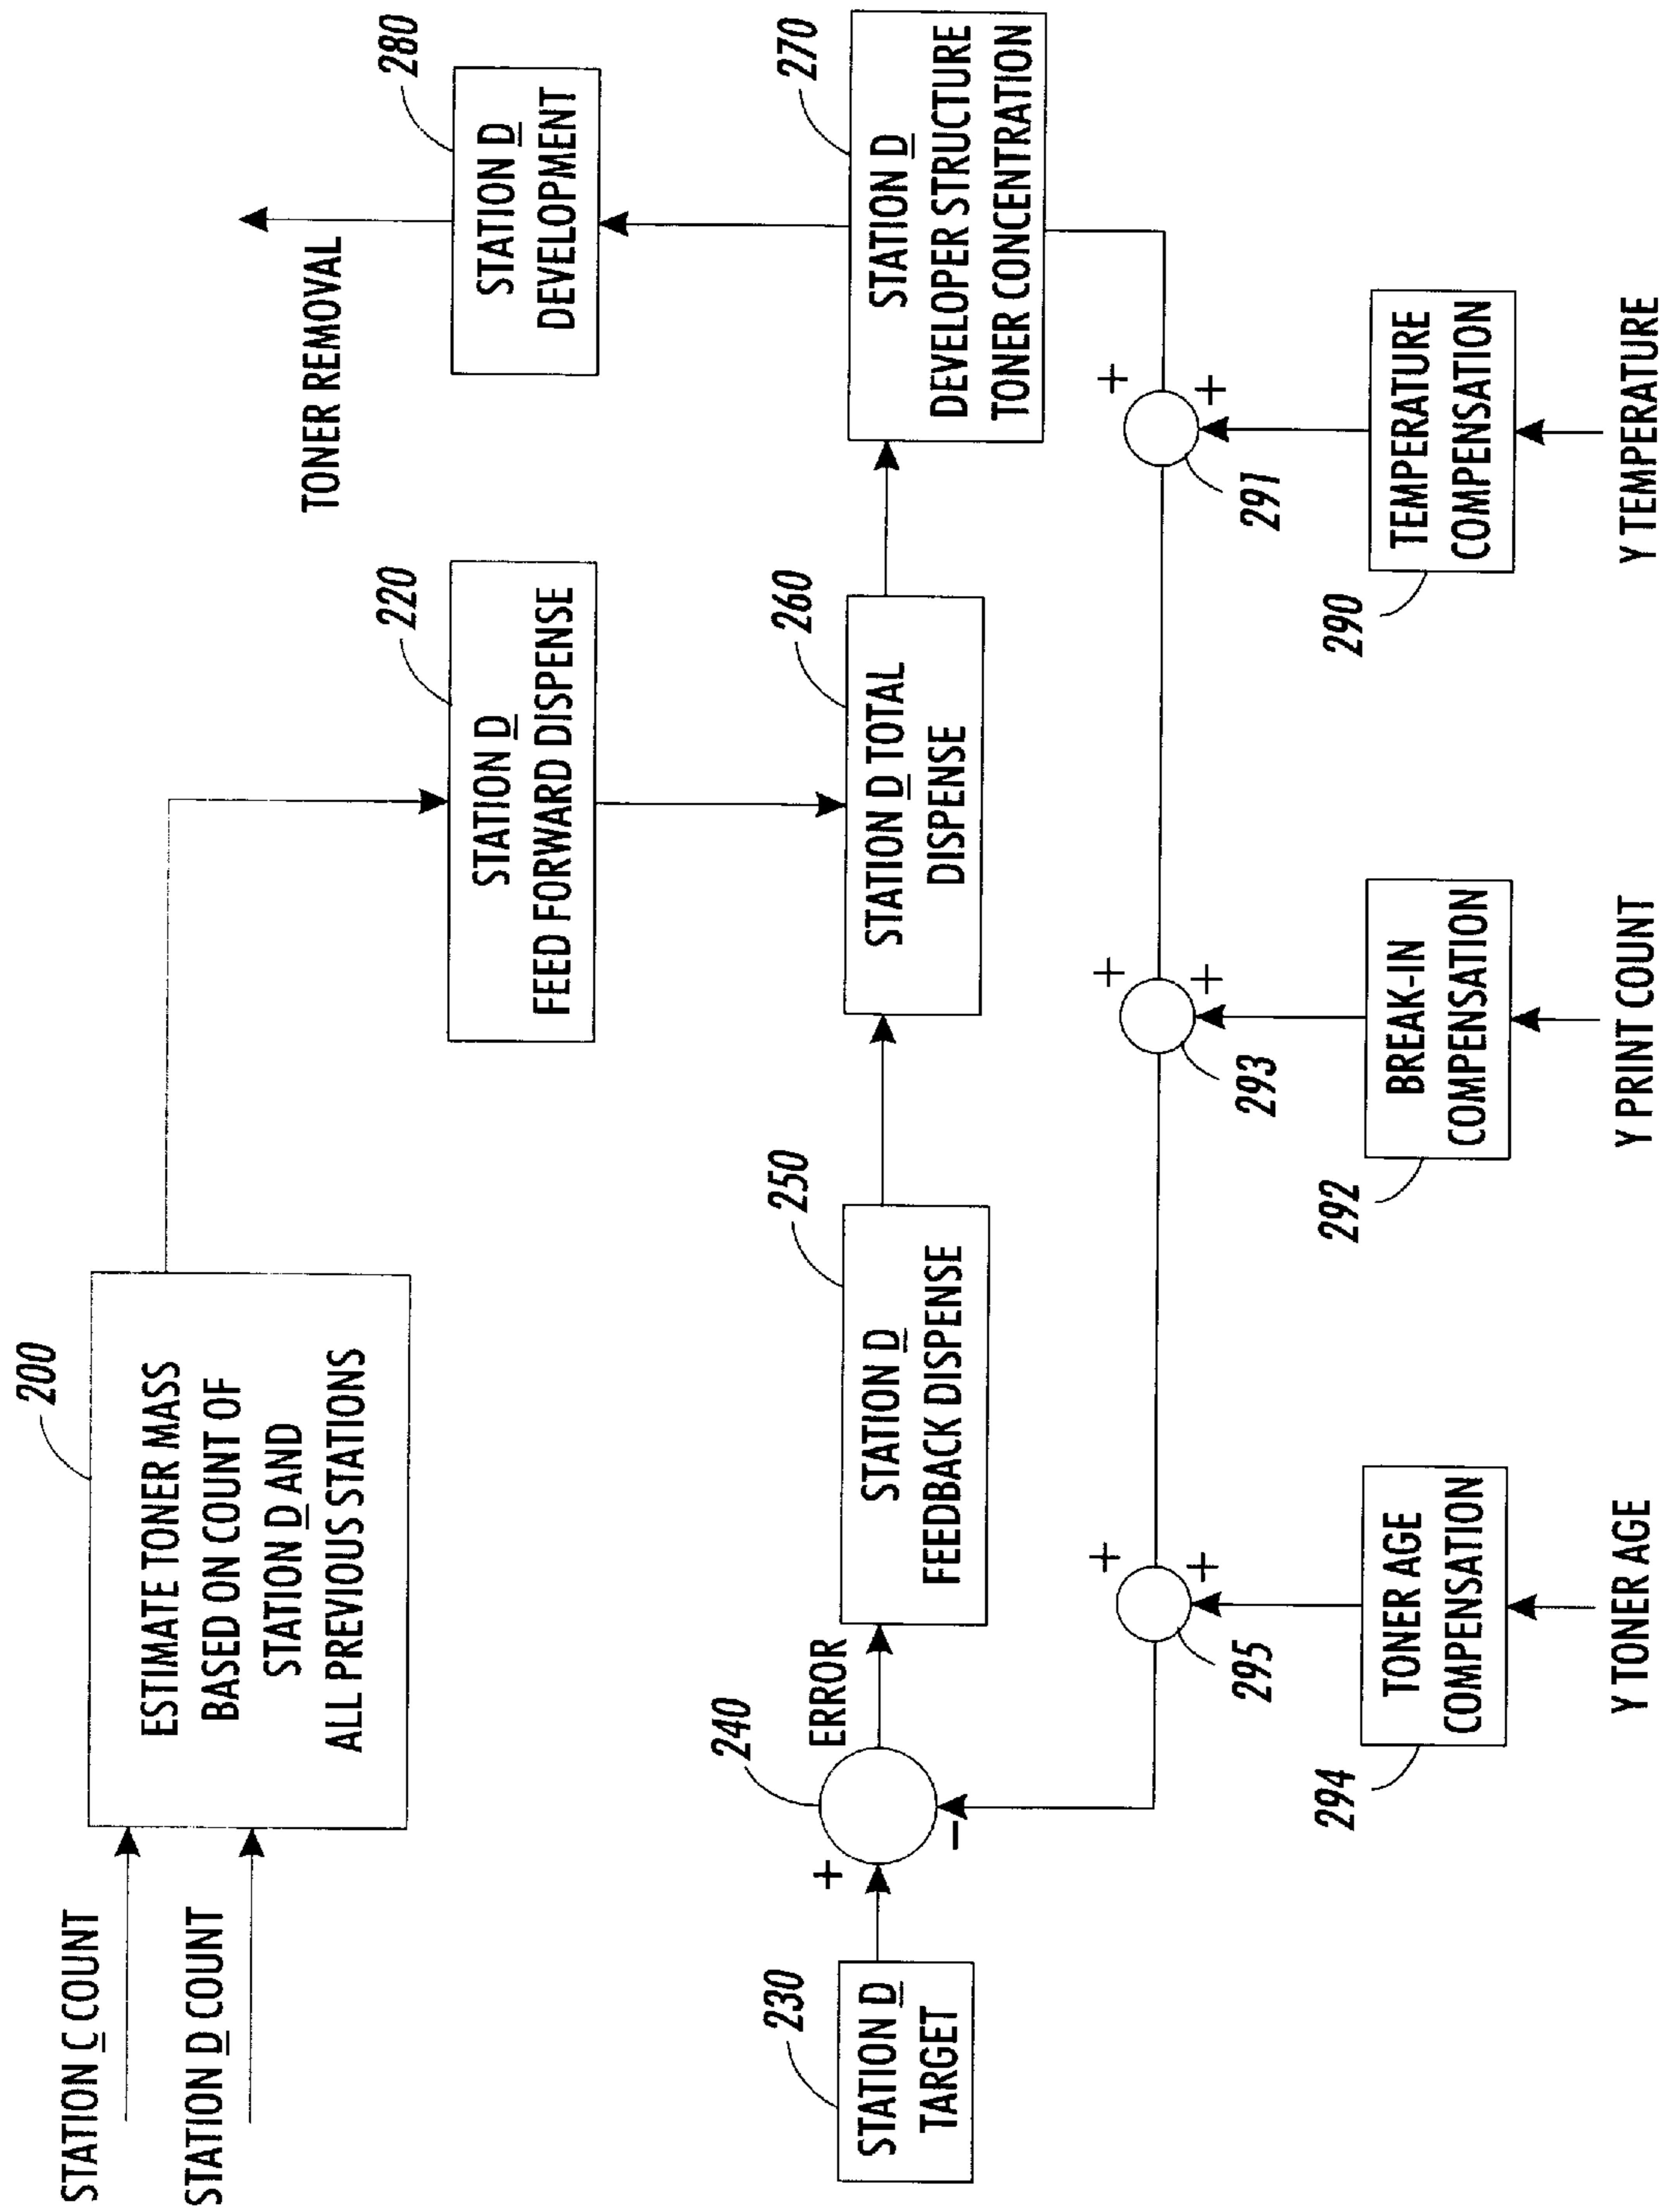 STATION C COUNT
STATION D COUNT
200
ESTIMATE TONER MASS
BASED ON COUNT OF
STATION D AND
ALL PREVIOUS STATIONS
220
STATION D
FEED FORWARD DISPENSE
TONER REMOVAL
280
STATION D
DEVELOPMENT
230
STATION D
TARGET
240
+
−
ERROR
250
STATION D
FEEDBACK DISPENSE
260
STATION D TOTAL
DISPENSE
270
STATION D
DEVELOPER STRUCTURE
TONER CONCENTRATION
+
+
295
+
+
293
+
+
291
294
TONER AGE
COMPENSATION
Y TONER AGE
292
BREAK-IN
COMPENSATION
Y PRINT COUNT
290
TEMPERATURE
COMPENSATION
Y TEMPERATURE